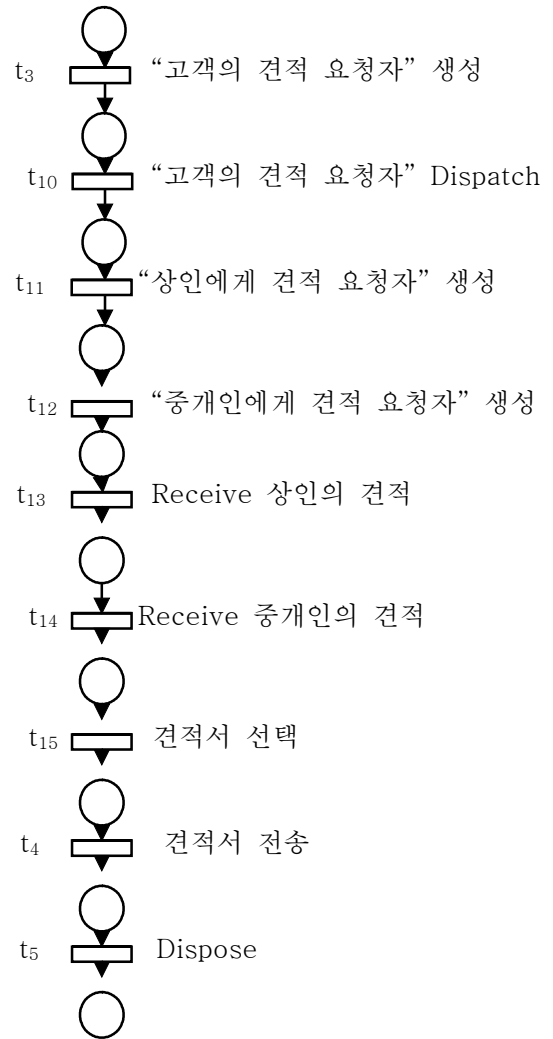 t3 “고객의 견적 요청자” 생성
t10 “고객의 견적 요청자” Dispatch
t11 “상인에게 견적 요청자” 생성
t12 “중개인에게 견적 요청자” 생성
t13 Receive 상인의 견적
t14 Receive 중개인의 견적
t15 견적서 선택
t4 견적서 전송
t5 Dispose